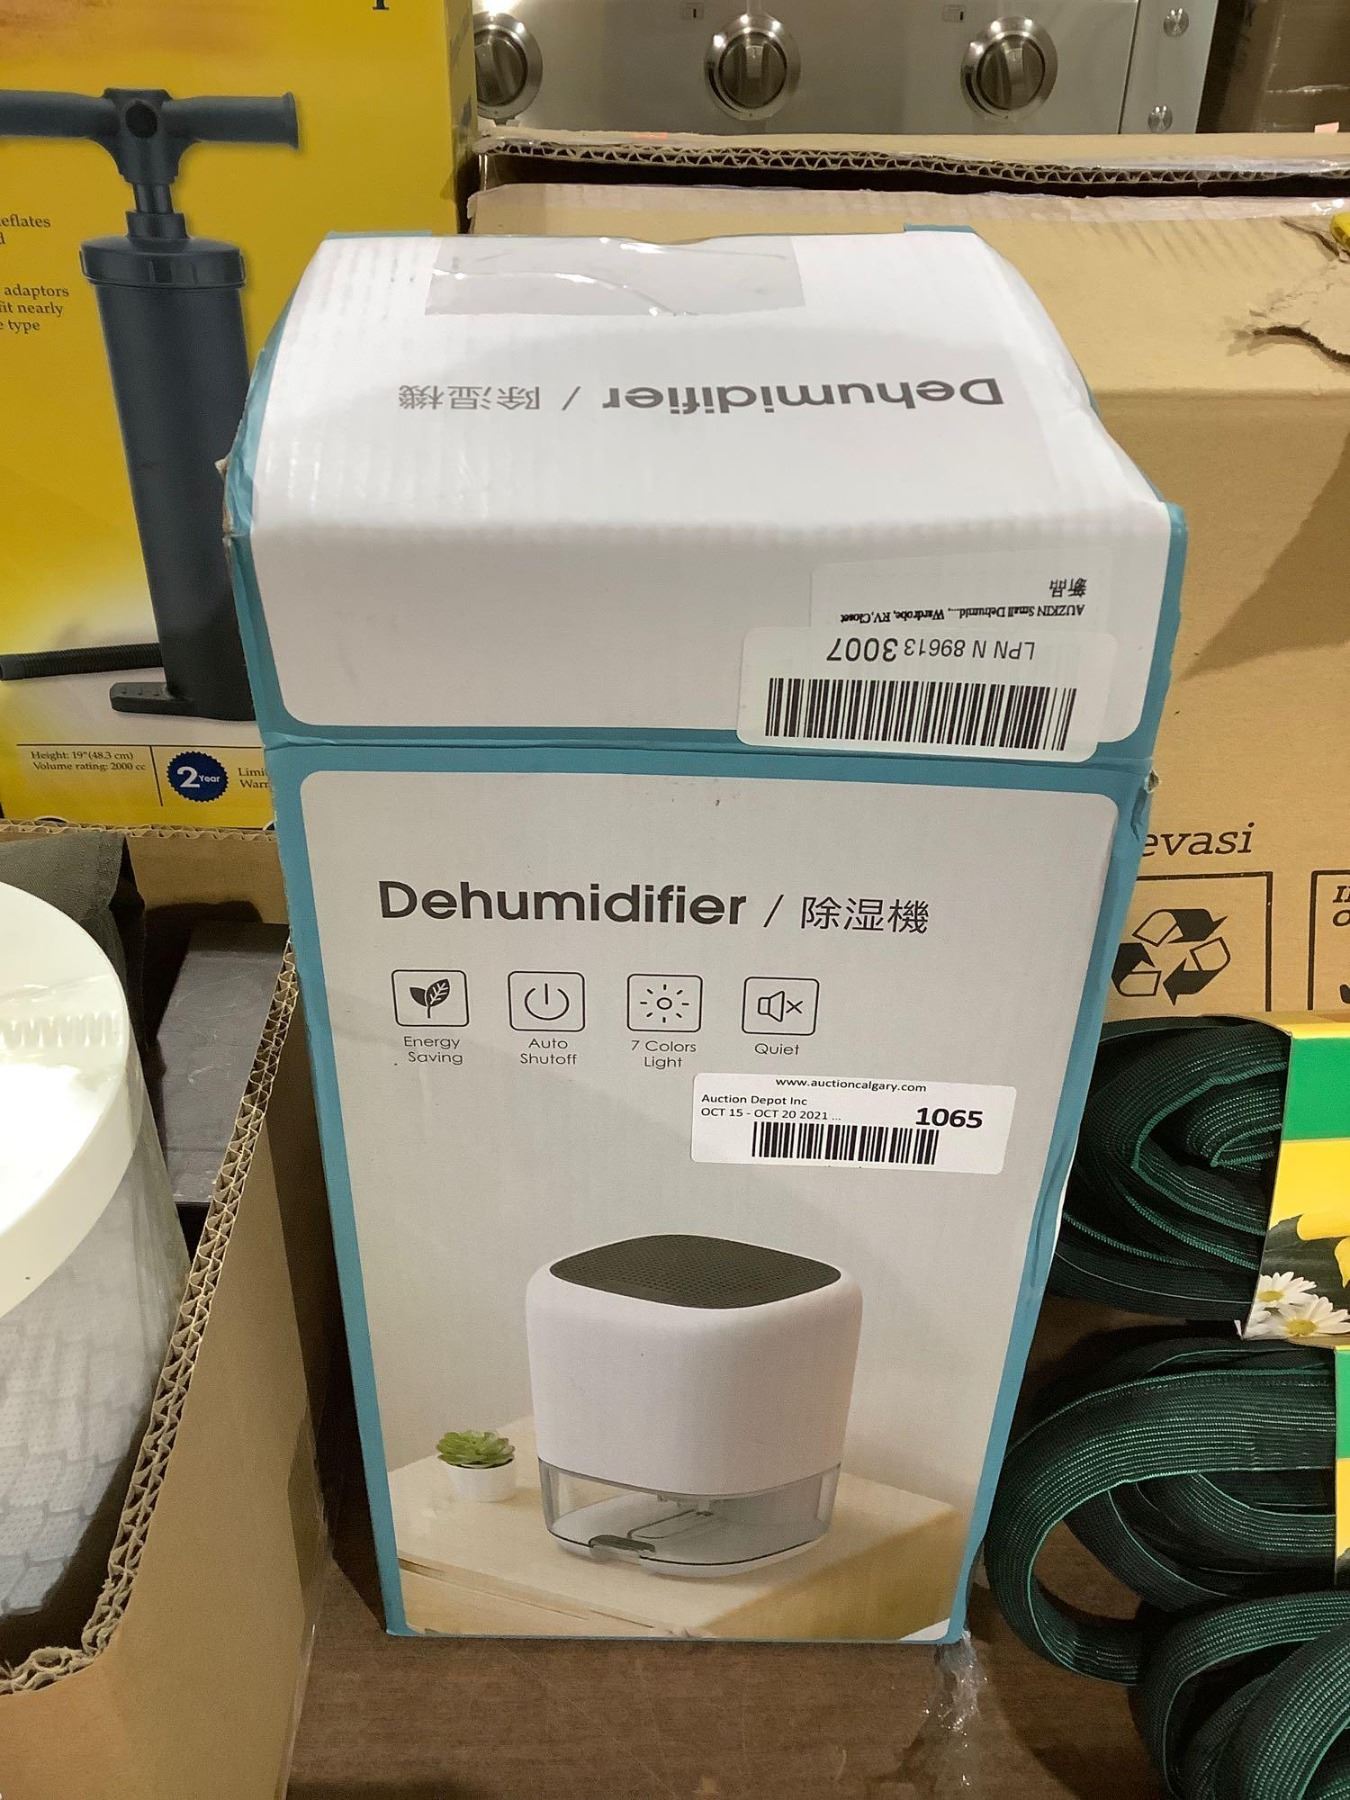 eflates
adaptors
fit nearly
type
Height: 19"(48.3 cm)
Volume rating: 2000 cc
2 Year
Dehumidifier / 除湿機
新品
AUZKIN Small Dehumid...., Wardrobe, RV,Closet
LPN N 89613 3007
Dehumidifier / 除湿機
Energy Saving
Auto Shutoff
7 Colors Light
Quiet
www.auctioncalgary.com
Auction Depot Inc
OCT 15 - OCT 20 2021 ...
1065
evasi